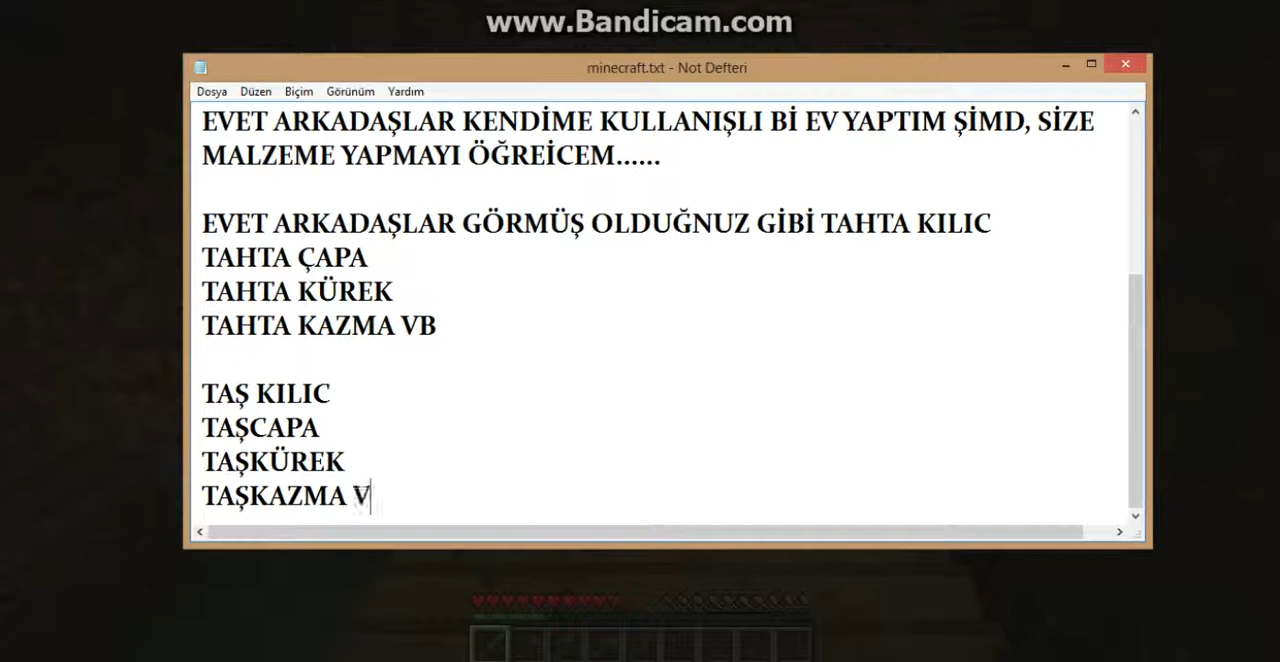 www.Bandicam.com
minecraft.txt - Not Defteri
Dosya Düzen Biçim Görünüm Yardım
EVET ARKADAŞLAR KENDİME KULLANIŞLI Bİ EV YAPTIM ŞİMD, SİZE
MALZEME YAPMAYI ÖĞREİCEM......
EVET ARKADAŞLAR GÖRMÜŞ OLDUĞNUZ GİBİ TAHTA KILIC
TAHTA ÇAPA
TAHTA KÜREK
TAHTA KAZMA VB
TAŞ KILIC
TAŞCAPA
TAŞKÜREK
TAŞKAZMA V